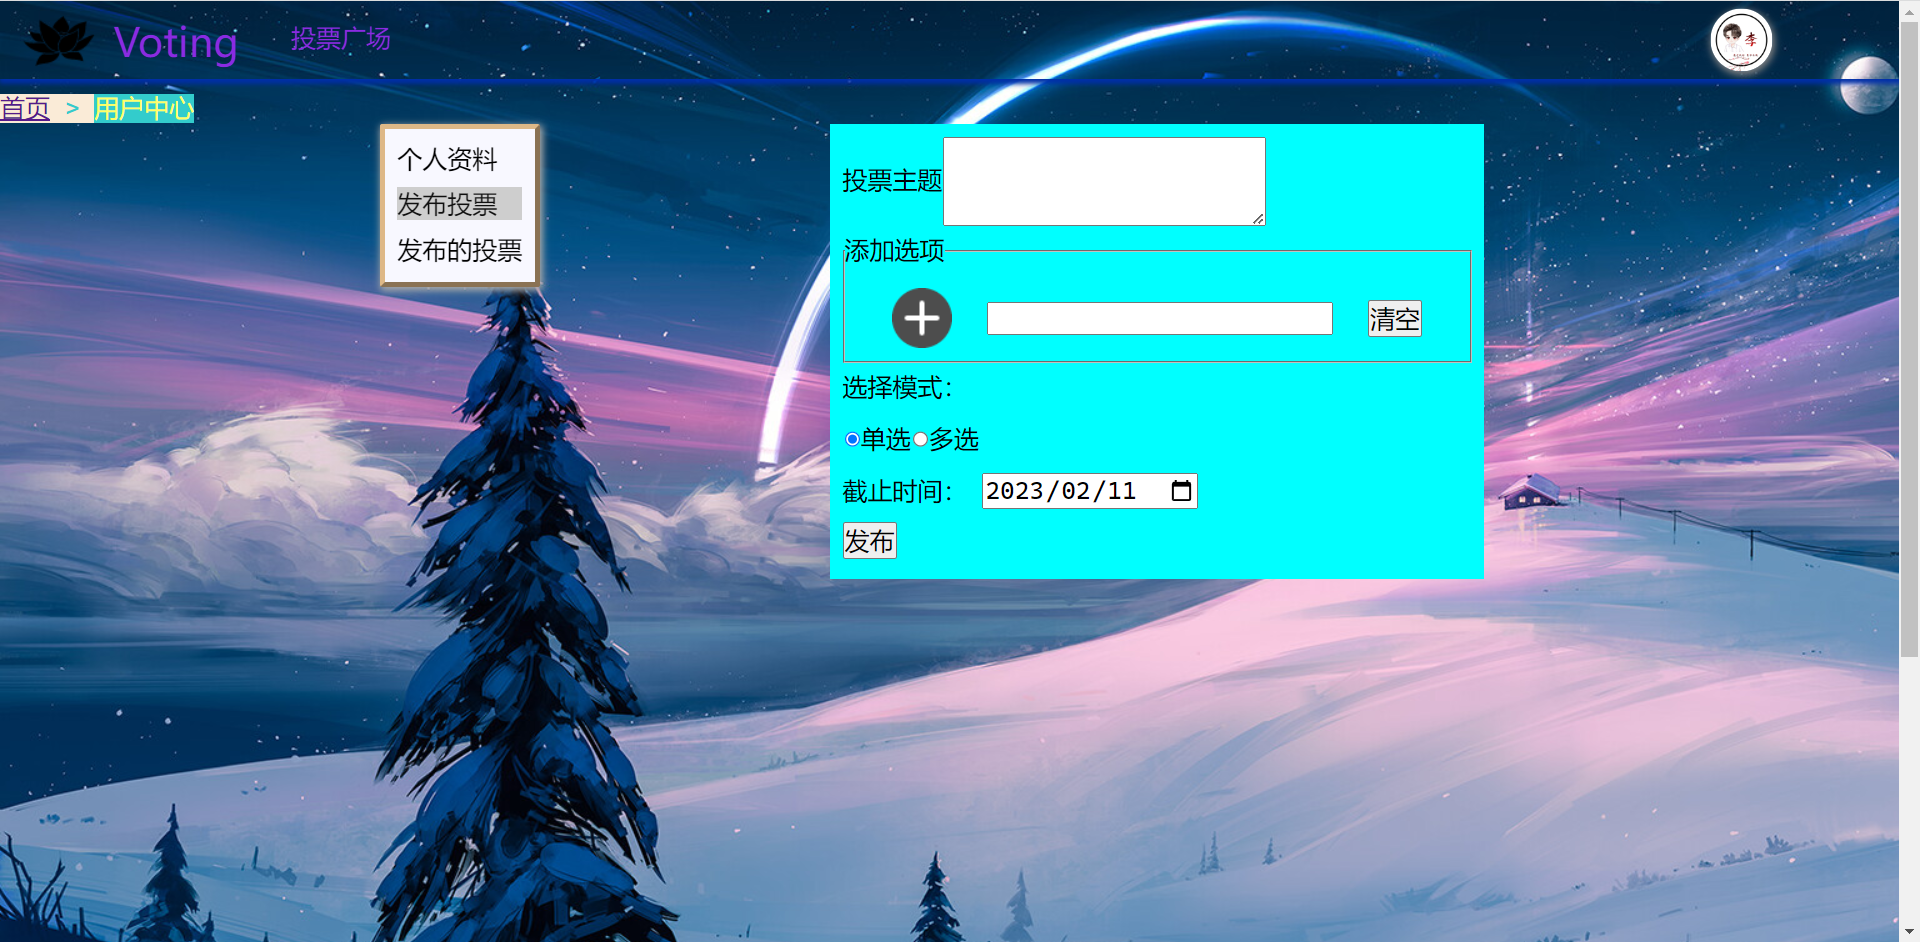 Voting 投票广场
李
首页 > 用户中心
个人资料
发布投票
发布的投票
投票主题
添加选项
清空
选择模式：
单选 多选
截止时间： 2023/02/11
发布